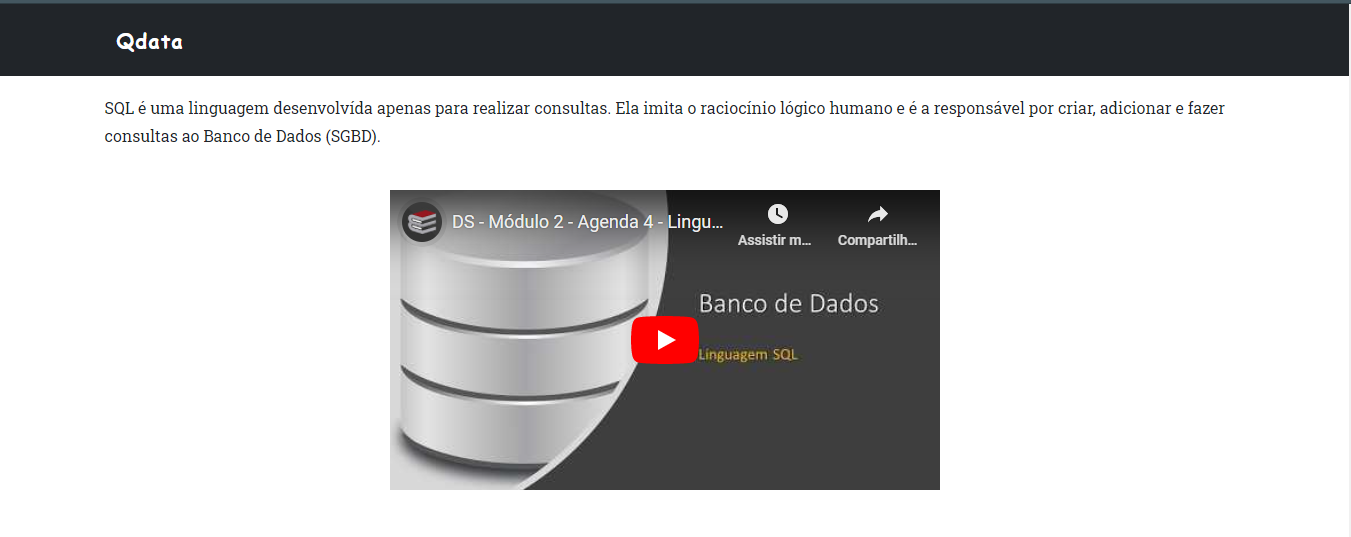 Qdata
SQL é uma linguagem desenvolvída apenas para realizar consultas. Ela imita o raciocínio lógico humano e é a responsável por criar, adicionar e fazer
consultas ao Banco de Dados (SGBD).
DS - Módulo 2 - Agenda 4 - Lingu...
Assistir m...
Compartilh...
Banco de Dados
Linguagem SQL